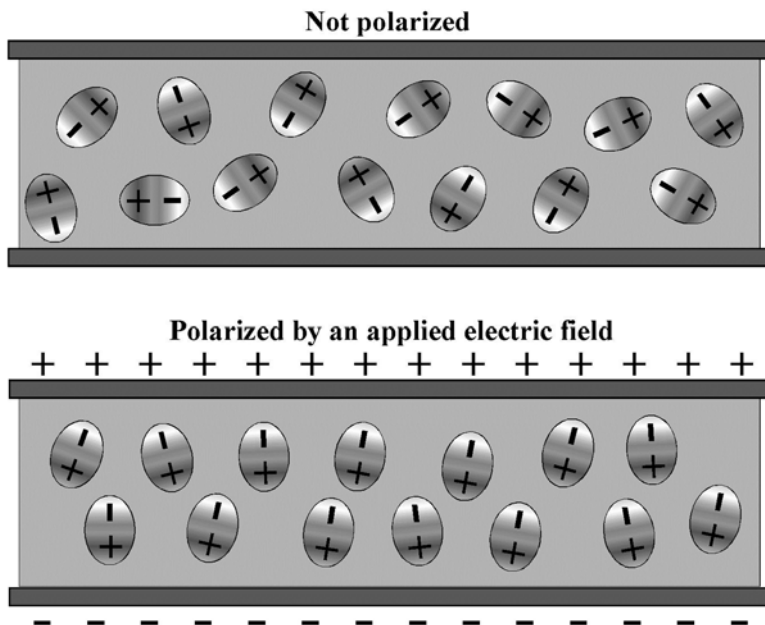 Not polarized
Polarized by an applied electric field
+ + + + + + + + + + + + + +
- - - - - - - - - - - - - -